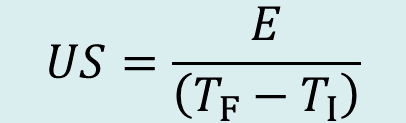 US = E / (T_F − T_I)